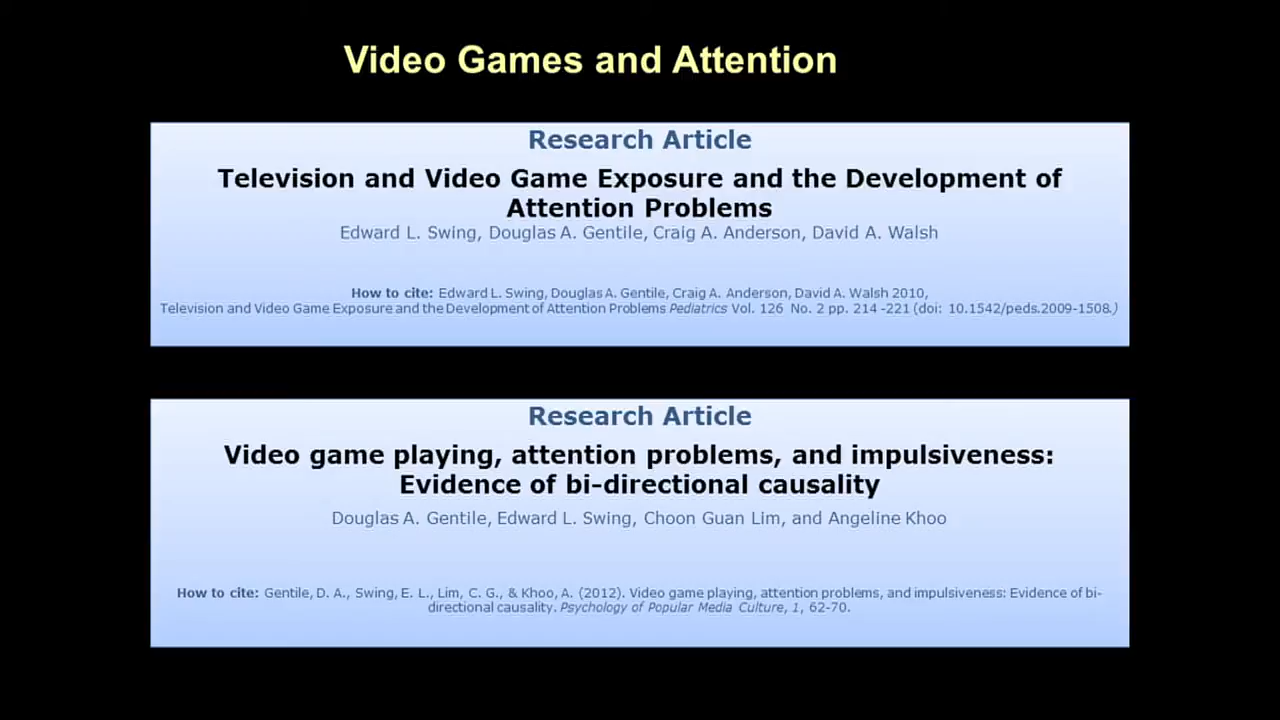 Video Games and Attention
Research Article
Television and Video Game Exposure and the Development of
Attention Problems
Edward L. Swing, Douglas A. Gentile, Craig A. Anderson, David A. Walsh
How to cite: Edward L. Swing, Douglas A. Gentile, Craig A. Anderson, David A. Walsh 2010,
Television and Video Game Exposure and the Development of Attention Problems Pediatrics Vol. 126 No. 2 pp. 214 -221 (doi: 10.1542/peds.2009-1508.)
Research Article
Video game playing, attention problems, and impulsiveness:
Evidence of bi-directional causality
Douglas A. Gentile, Edward L. Swing, Choon Guan Lim, and Angeline Khoo
How to cite: Gentile, D. A., Swing, E. L., Lim, C. G., & Khoo, A. (2012). Video game playing, attention problems, and impulsiveness: Evidence of bi-
directional causality. Psychology of Popular Media Culture, 1, 62-70.